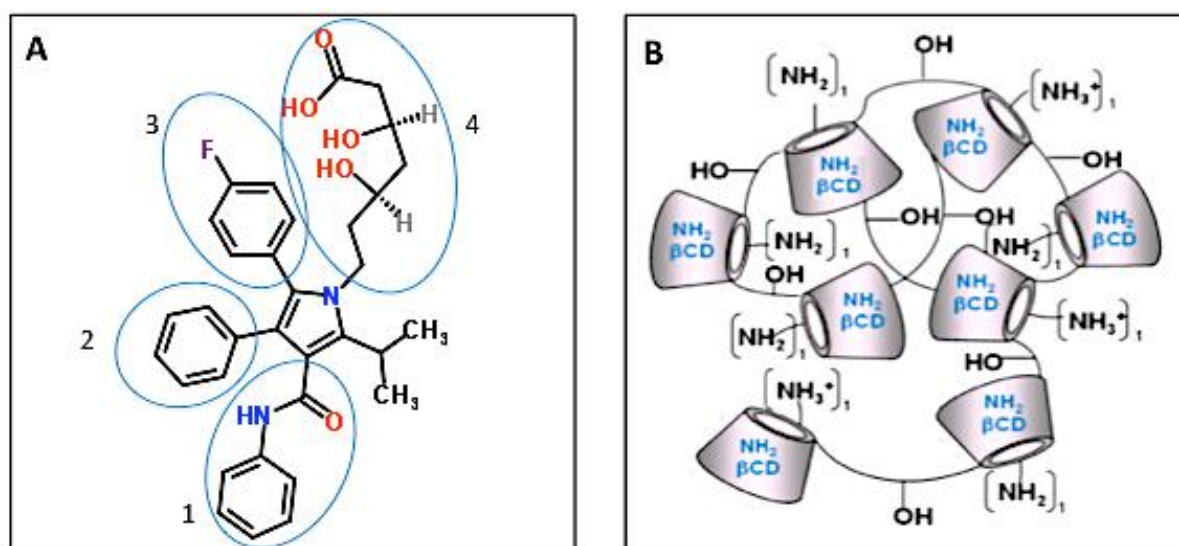 A
O
HO
HO
H
4
3
HO
F
H
N
CH₃
2
CH₃
HN
O
1
B
OH
(NH₂)₁
(NH₃⁺)₁
NH₂
βCD
NH₂
βCD
HO
OH
NH₂
βCD
OH
OH
NH₂
βCD
(NH₂)₁
(NH₂)₁
OH
NH₂
βCD
NH₂
βCD
(NH₂)₁
(NH₃⁺)₁
HO
(NH₃⁺)₁
NH₂
βCD
NH₂
βCD
(NH₂)₁
OH